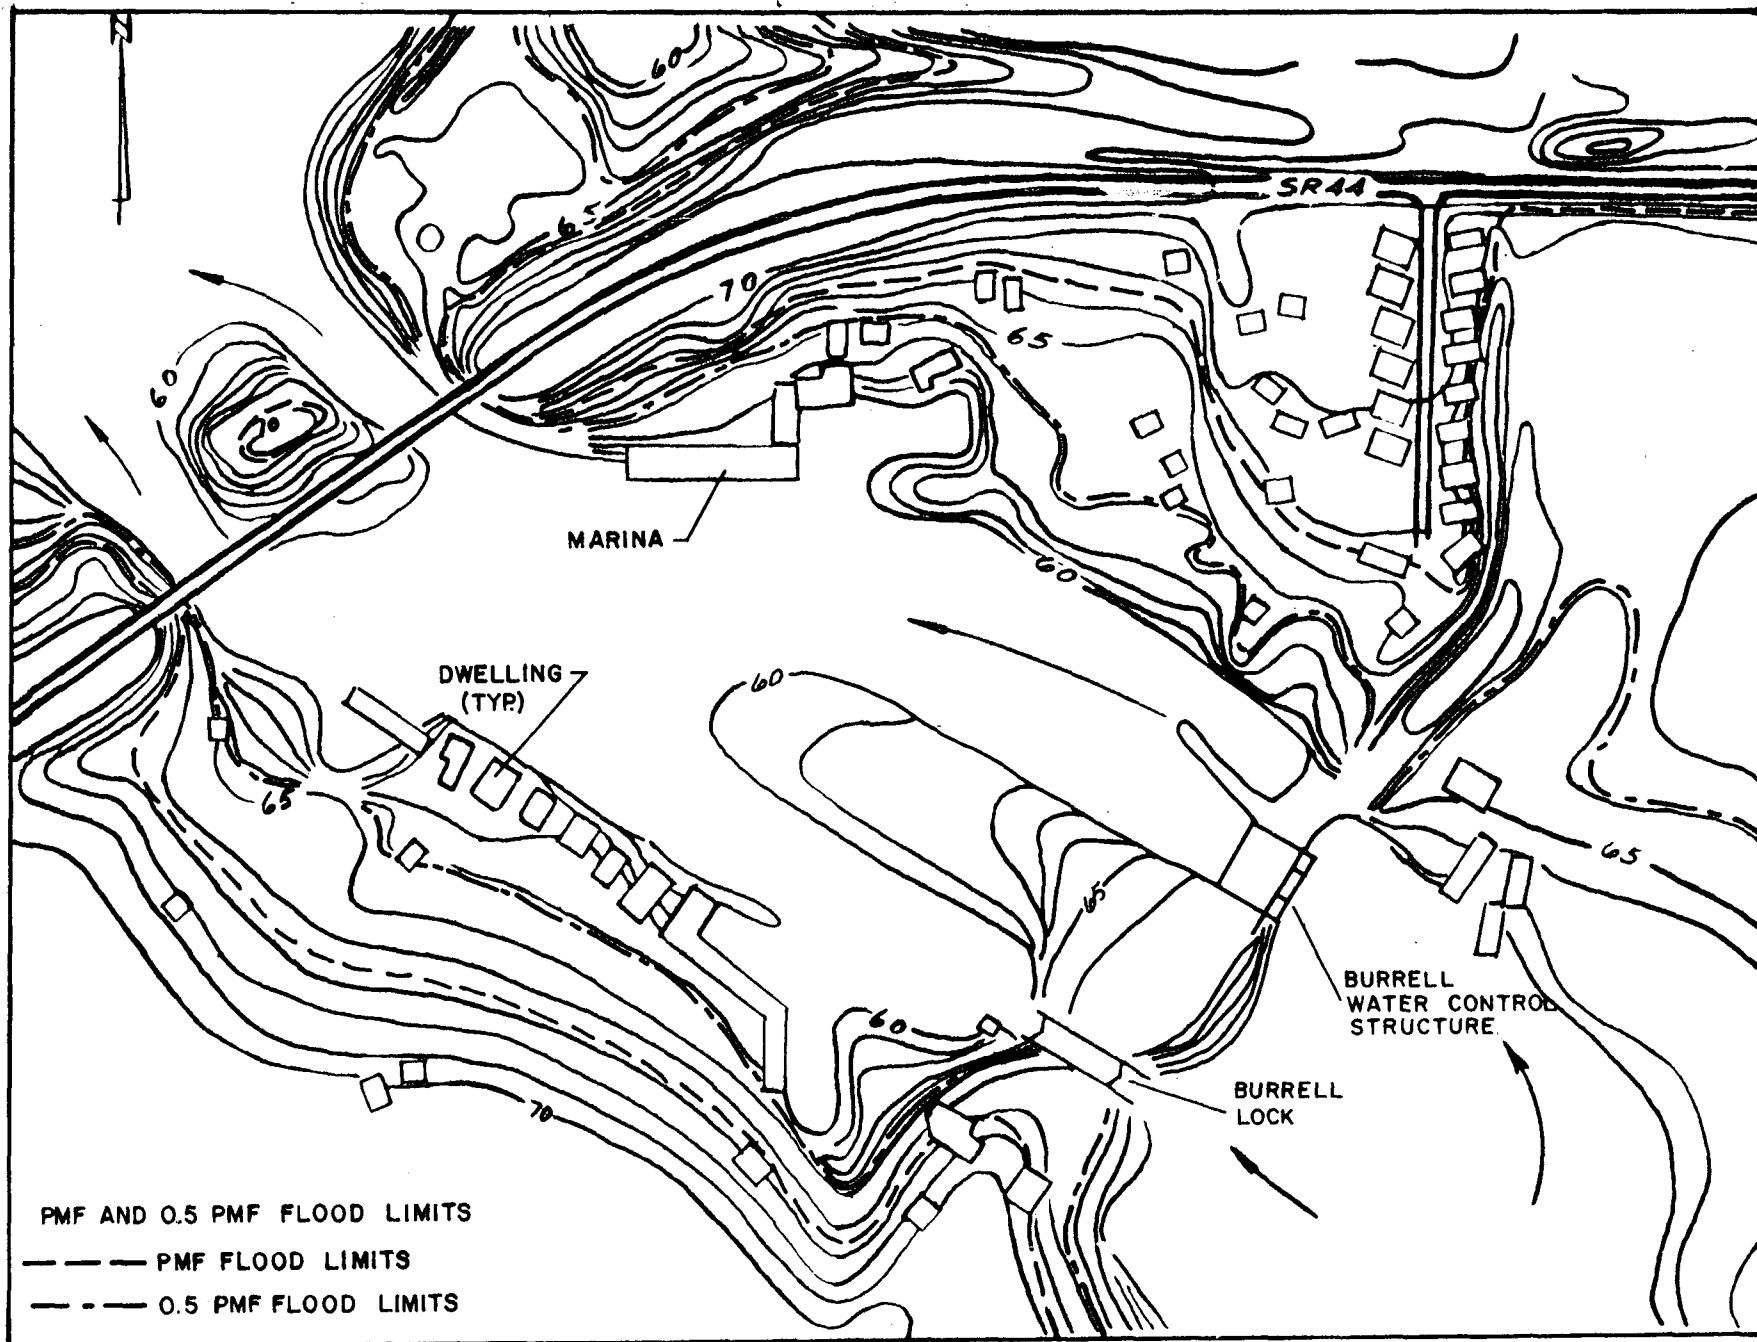 N
60
SR44
65
70
65
60
MARINA
60
DWELLING
(TYP.)
60
65
65
65
BURRELL
WATER CONTROL
STRUCTURE
60
BURRELL
LOCK
70
PMF AND 0.5 PMF FLOOD LIMITS
PMF FLOOD LIMITS
0.5 PMF FLOOD LIMITS